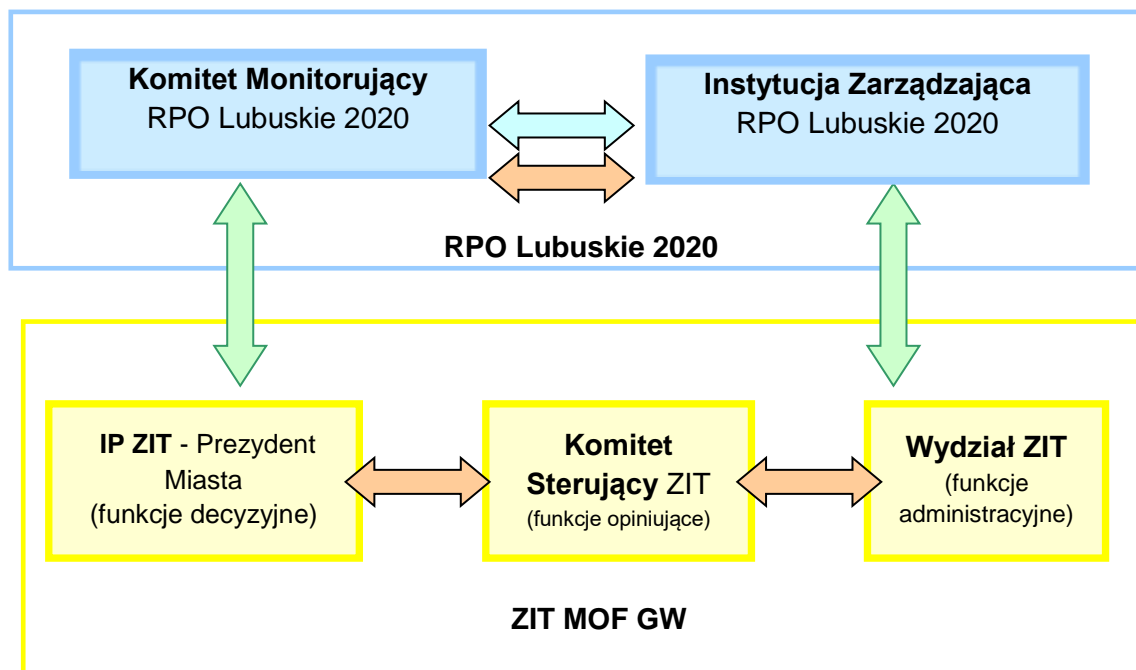 Komitet Monitorujący
RPO Lubuskie 2020
Instytucja Zarządzająca
RPO Lubuskie 2020
RPO Lubuskie 2020
IP ZIT - Prezydent
Miasta
(funkcje decyzyjne)
Komitet
Sterujący ZIT
(funkcje opiniujące)
Wydział ZIT
(funkcje
administracyjne)
ZIT MOF GW